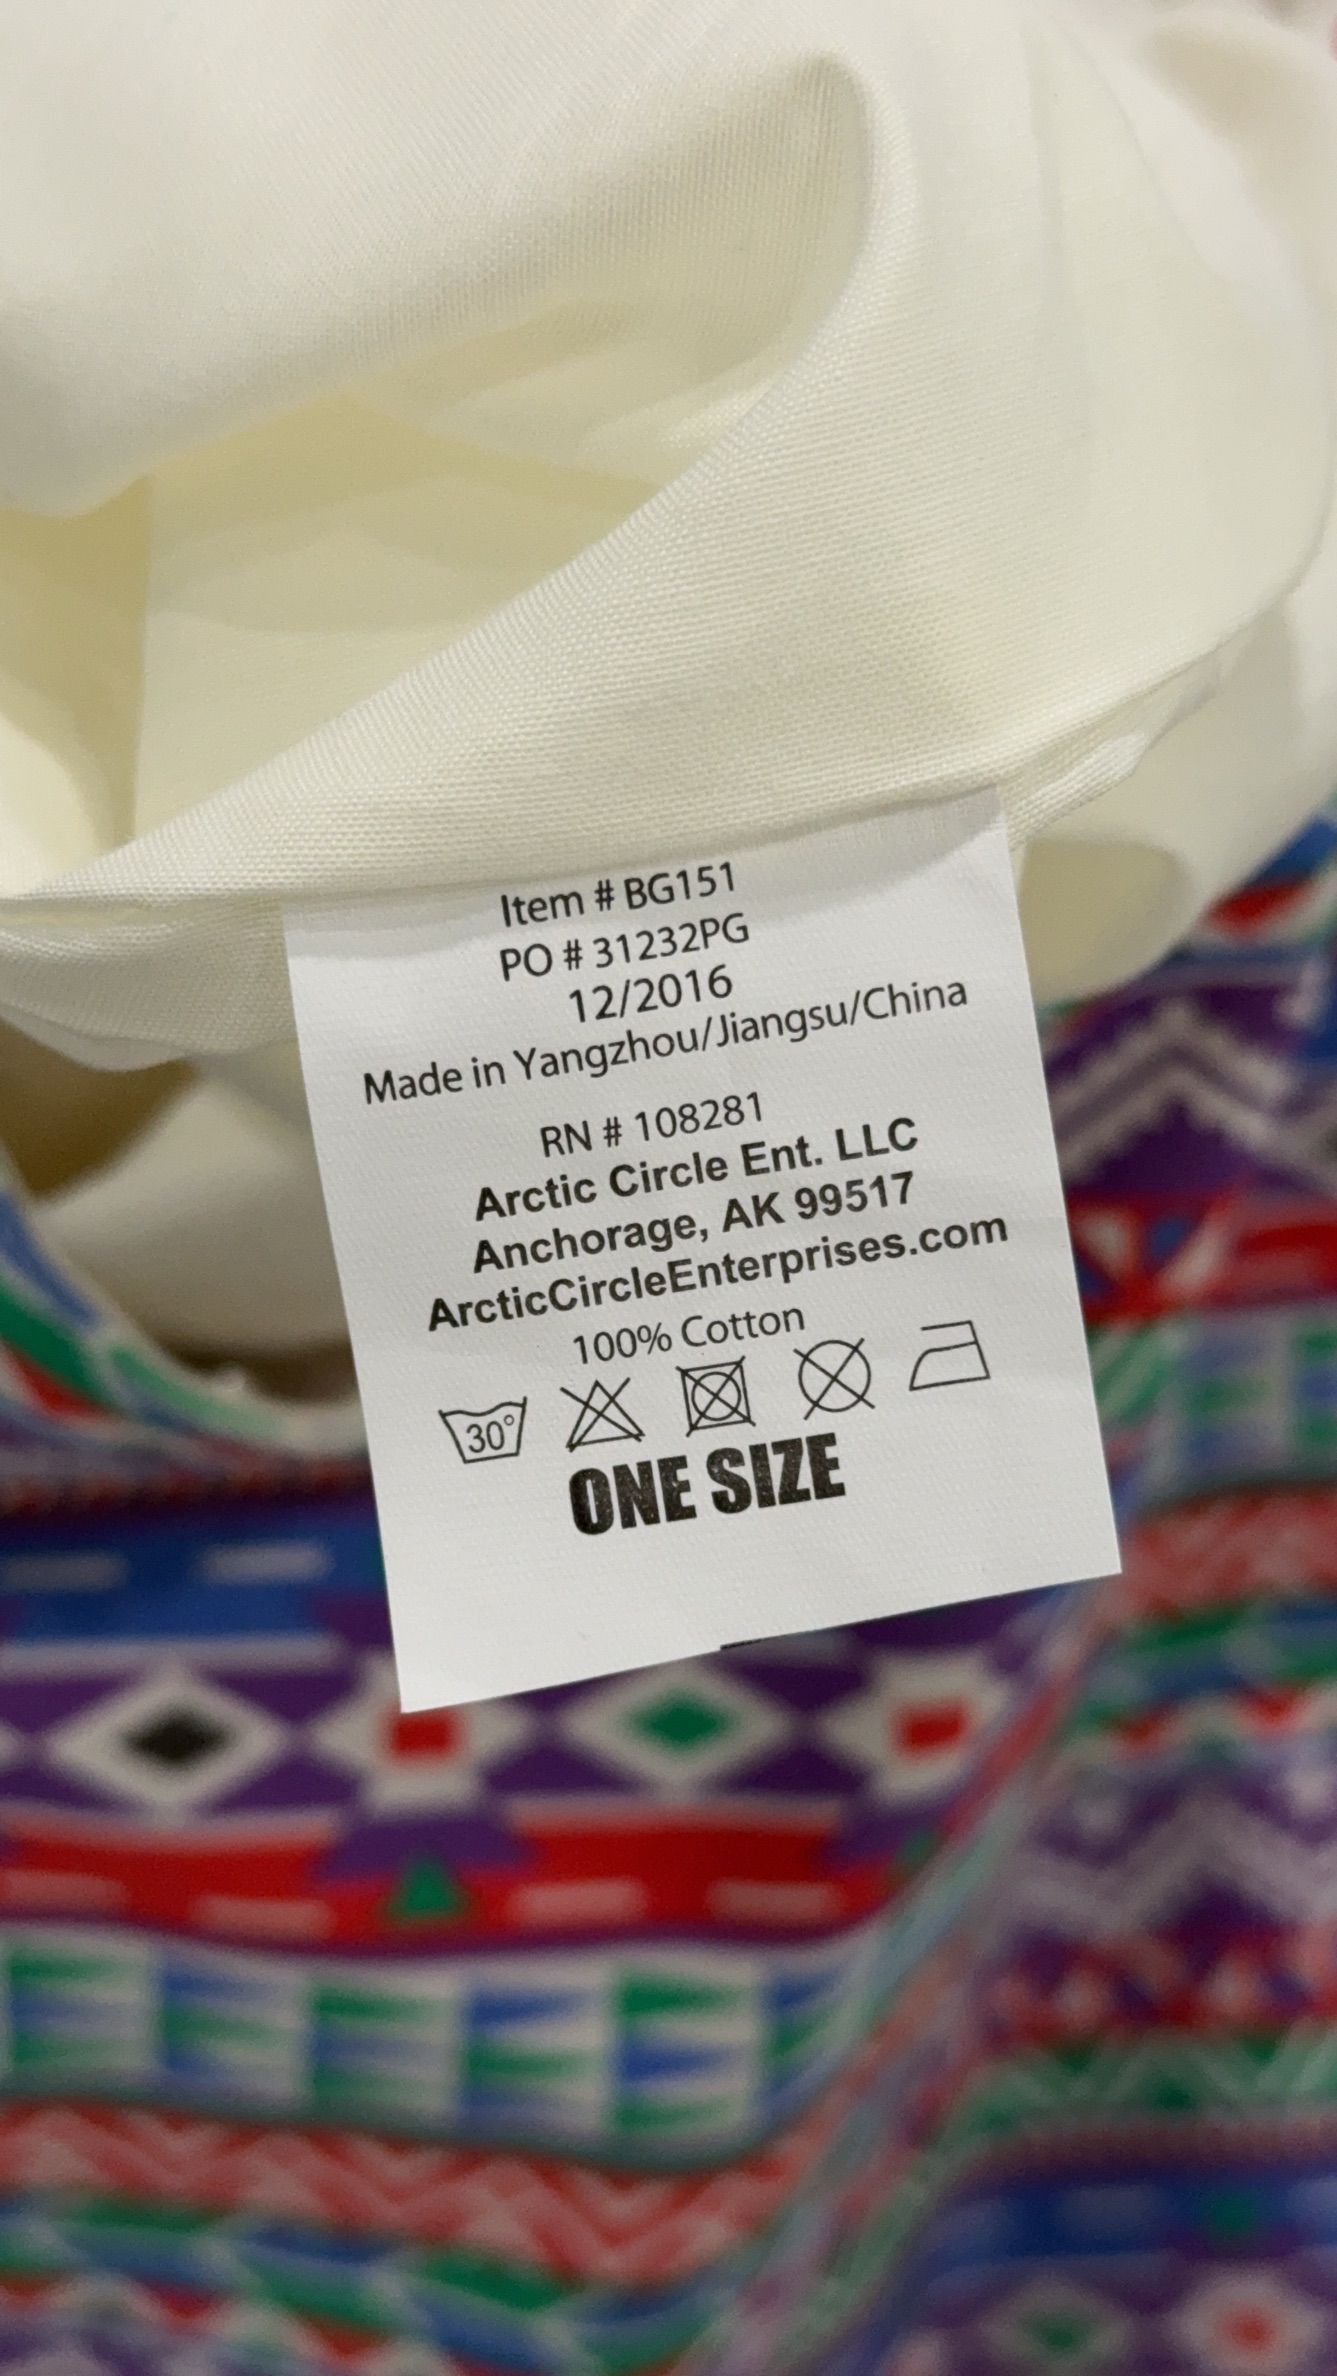 Item # BG151
PO # 31232PG
12/2016
Made in Yangzhou/Jiangsu/China
RN # 108281
Arctic Circle Ent. LLC
Anchorage, AK 99517
ArcticCircleEnterprises.com
100% Cotton
30°
ONE SIZE